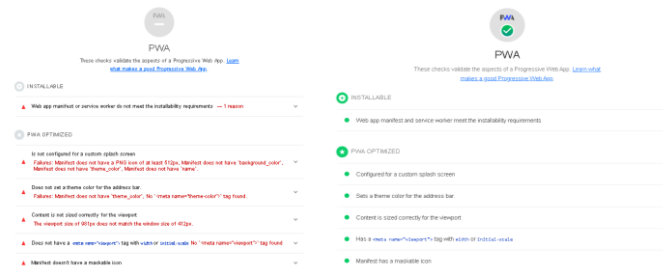 PWA
PWA
These checks validate the aspects of a Progressive Web App. Learn
what makes a good Progressive Web App.
INSTALLABLE
Web app manifest or service worker do not meet the installability requirements — 1 reason
PWA OPTIMIZED
Is not configured for a custom splash screen
Failures: Manifest does not have a PNG icon of at least 512px, Manifest does not have `background_color`,
Manifest does not have `theme_color`, Manifest does not have `name`.
Does not set a theme color for the address bar.
Failures: Manifest does not have `theme_color`, No `<meta name="theme-color">` tag found.
Content is not sized correctly for the viewport
The viewport size of 981px does not match the window size of 412px.
Does not have a <meta name="viewport"> tag with width or initial-scale No `<meta name="viewport">` tag found
Manifest doesn't have a maskable icon
PWA
PWA
These checks validate the aspects of a Progressive Web App. Learn what
makes a good Progressive Web App.
INSTALLABLE
Web app manifest and service worker meet the installability requirements
PWA OPTIMIZED
Configured for a custom splash screen
Sets a theme color for the address bar.
Content is sized correctly for the viewport
Has a <meta name="viewport"> tag with width or initial-scale
Manifest has a maskable icon